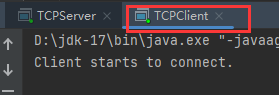 TCPServer × TCPClient ×
D:\jdk-17\bin\java.exe "-javaag
Client starts to connect.